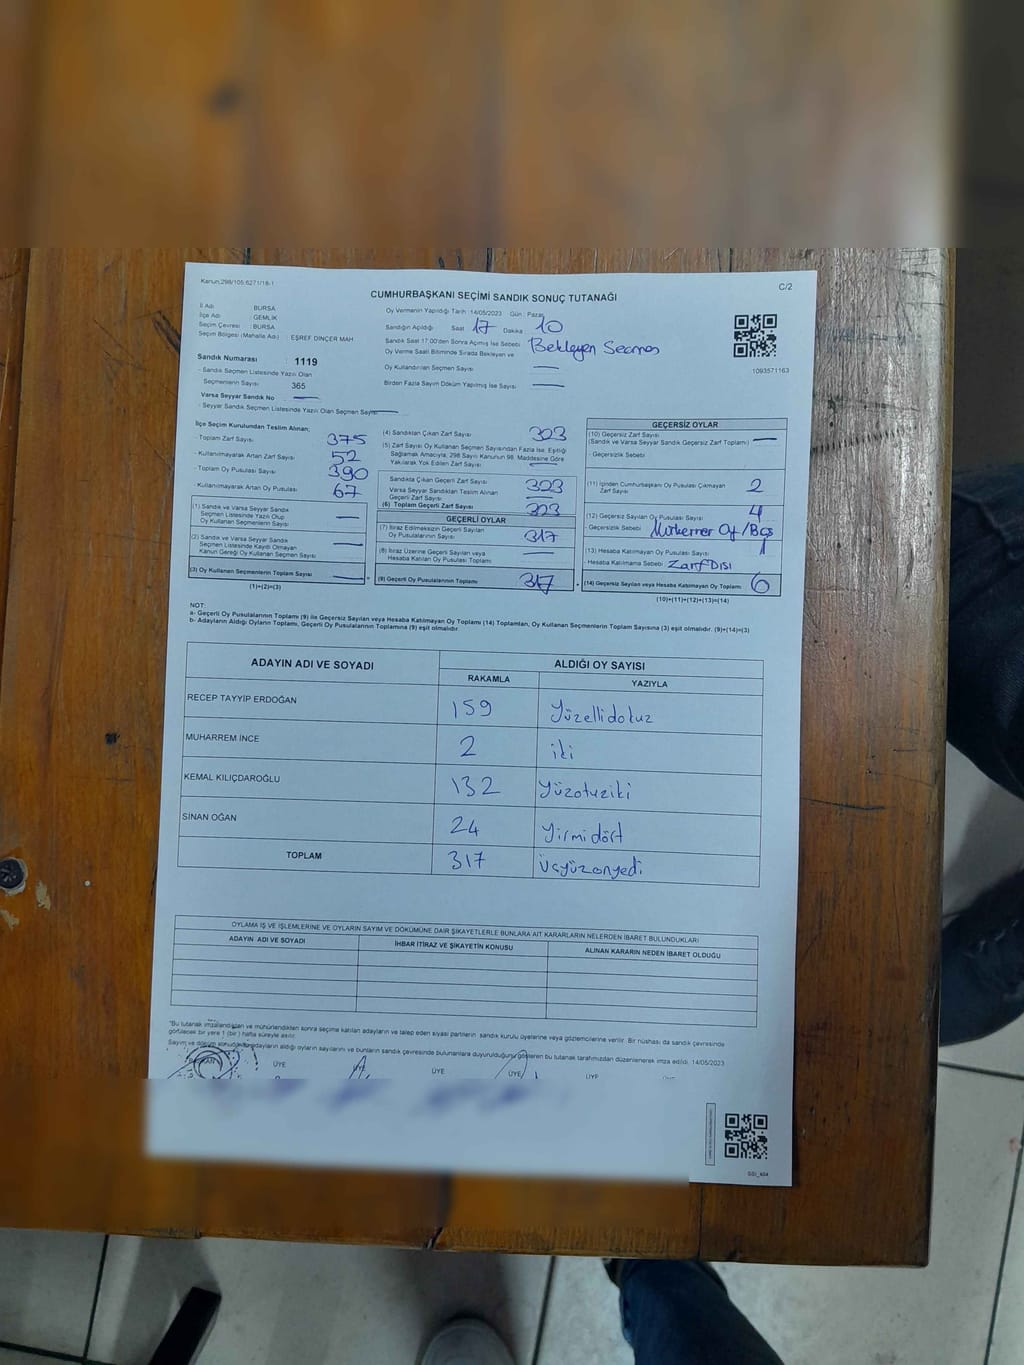 Kanun;298/105;6271/18-1
C/2
CUMHURBAŞKANI SEÇİMİ SANDIK SONUÇ TUTANAĞI
İl Adı : BURSA
İlçe Adı : GEMLİK
Seçim Çevresi : BURSA
Seçim Bölgesi (Mahalle Adı) : EŞREF DİNÇER MAH
Sandık Numarası : 1119
- Sandık Seçmen Listesinde Yazılı Olan
Seçmenlerin Sayısı : 365
Varsa Seyyar Sandık No
- Seyyar Sandık Seçmen Listesinde Yazılı Olan Seçmen Sayısı
Oy Vermenin Yapıldığı Tarih : 14/05/2023 Gün : Pazar
Sandığın Açıldığı Saat 17 Dakika : 10
Sandık Saat 17:00'den Sonra Açımış İse Sebebi Bekleyen Secmen
Oy Verme Saati Bitiminde Sırada Bekleyen ve
Oy Kullandırılan Seçmen Sayısı
Birden Fazla Sayım Döküm Yapılmış İse Sayısı :
1093571163
İlçe Seçim Kurulundan Teslim Alınan;
- Toplam Zarf Sayısı 375
- Kullanılmayarak Artan Zarf Sayısı 52
- Toplam Oy Pusulası Sayısı 390
- Kullanılmayarak Artan Oy Pusulası 67
(1) Sandık ve Varsa Seyyar Sandık
Seçmen Listesinde Yazılı Olup
Oy Kullanan Seçmenlerin Sayısı
(2) Sandık ve Varsa Seyyar Sandık
Seçmen Listesinde Kaydı Olmayan
Kanun Gereği Oy Kullanan Seçmen Sayısı
(3) Oy Kullanan Seçmenlerin Toplam Sayısı
(1)+(2)=(3)
(4) Sandıktan Çıkan Zarf Sayısı 323
(5) Zarf Sayısı Oy Kullanan Seçmen Sayısından Fazla İse, Eşitliği
Sağlamak Amacıyla, 298 Sayılı Kanunun 98. Maddesine Göre
Yakılarak Yok Edilen Zarf Sayısı
Sandıkta Çıkan Geçerli Zarf Sayısı 323
Varsa Seyyar Sandıktan Teslim Alınan
Geçerli Zarf Sayısı
(6) Toplam Geçerli Zarf Sayısı 323
GEÇERLİ OYLAR
(7) İtiraz Edilmeksizin Geçerli Sayılan
Oy Pusulalarının Sayısı 317
(8) İtiraz Üzerine Geçerli Sayılan veya
Hesaba Katılan Oy Pusulası Toplamı
(9) Geçerli Oy Pusulalarının Toplamı 317
GEÇERSİZ OYLAR
(10) Geçersiz Zarf Sayısı
(Sandık ve Varsa Seyyar Sandık Geçersiz Zarf Toplamı)
- Geçersizlik Sebebi
(11) İçinden Cumhurbaşkanı Oy Pusulası Çıkmayan
Zarf Sayısı 2
(12) Geçersiz Sayılan Oy Pusulası Sayısı 4
- Geçersizlik Sebebi Mükerrer Oy/Boş
(13) Hesaba Katılmayan Oy Pusulası Sayısı
- Hesaba Katılmama Sebebi Zarf DISI
(14) Geçersiz Sayılan veya Hesaba Katılmayan Oy Toplamı 6
(10)+(11)+(12)+(13)=(14)
NOT:
a- Geçerli Oy Pusulalarının Toplamı (9) ile Geçersiz Sayılan veya Hesaba Katılmayan Oy Toplamı (14) Toplamları, Oy Kullanan Seçmenlerin Toplam Sayısına (3) eşit olmalıdır. (9)+(14)=(3)
b- Adayların Aldığı Oyların Toplamı, Geçerli Oy Pusulalarının Toplamına (9) eşit olmalıdır.
ADAYIN ADI VE SOYADI ALDIĞI OY SAYISI
RAKAMLA YAZIYLA
RECEP TAYYİP ERDOĞAN 159 Yüzellidokuz
MUHARREM İNCE 2 iki
KEMAL KILIÇDAROĞLU 132 Yüzotuziki
SİNAN OĞAN 24 Yirmidört
TOPLAM 317 Üçyüzonyedi
OYLAMA İŞ VE İŞLEMLERİNE VE OYLARIN SAYIM VE DÖKÜMÜNE DAİR ŞİKAYETLERLE BUNLARA AİT KARARLARIN NELERDEN İBARET BULUNDUKLARI
ADAYIN ADI VE SOYADI İHBAR İTİRAZ VE ŞİKAYETİN KONUSU ALINAN KARARIN NEDEN İBARET OLDUĞU
"Bu tutanak imzalandıktan ve mühürlendikten sonra seçime katılan adayların ve talep eden siyasi partilerin sandık kurulu üyelerine veya gözlemcilerine verilir. Bir nüshası da sandık çevresinde
görülecek bir yere 1 (bir) hafta süreyle asılır.
Sayım ve döküm sonucu adayların aldığı oyların sayılarını ve bunların sandık çevresinde bulunanlara duyurulduğunu gösteren bu tutanak tarafımızdan düzenlenerek imza edildi. 14/05/2023
BAŞKAN ÜYE ÜYE ÜYE ÜYE ÜYE